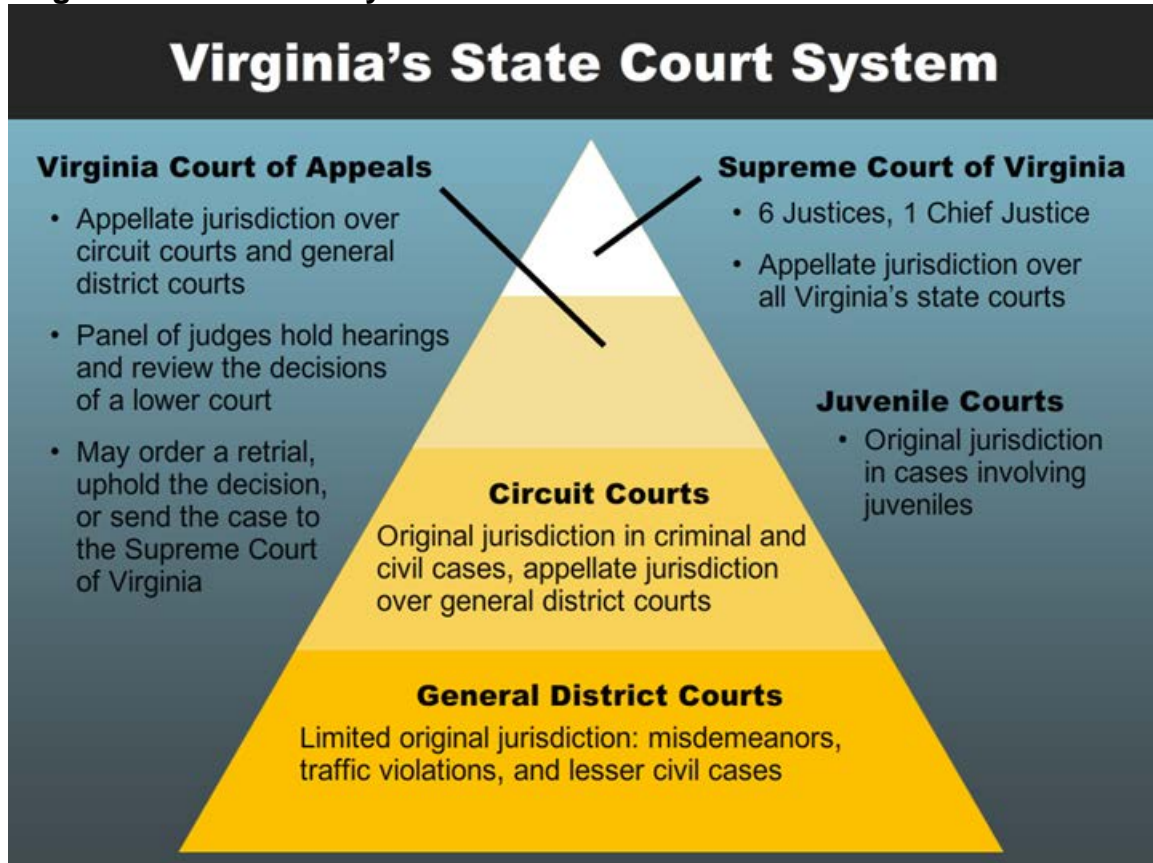 Virginia's State Court System
Virginia Court of Appeals
• Appellate jurisdiction over
circuit courts and general
district courts
• Panel of judges hold hearings
and review the decisions
of a lower court
• May order a retrial,
uphold the decision,
or send the case to
the Supreme Court
of Virginia
Supreme Court of Virginia
• 6 Justices, 1 Chief Justice
• Appellate jurisdiction over
all Virginia's state courts
Juvenile Courts
• Original jurisdiction
in cases involving
juveniles
Circuit Courts
Original jurisdiction in criminal and
civil cases, appellate jurisdiction
over general district courts
General District Courts
Limited original jurisdiction: misdemeanors,
traffic violations, and lesser civil cases